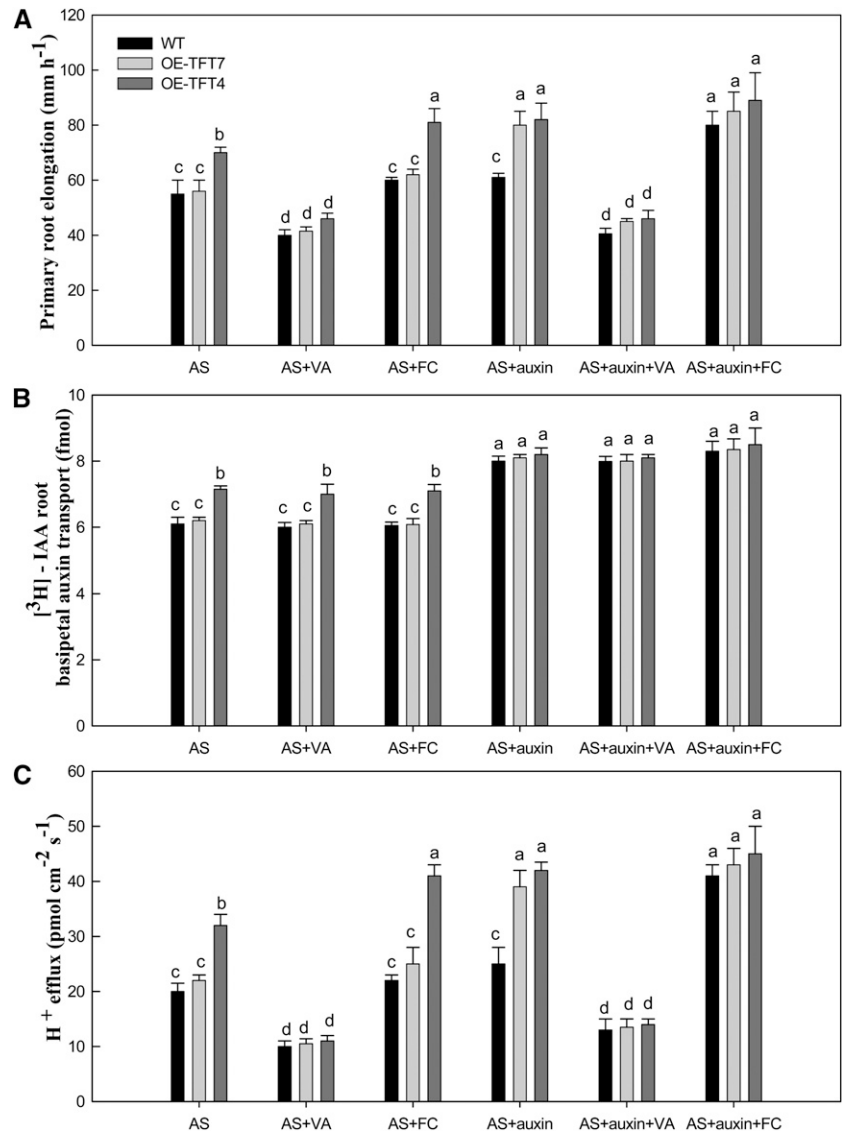 A
Primary root elongation (mm h-1)
120
100
80
60
40
20
0
WT
OE-TFT7
OE-TFT4
c c b
d d d
c c a
c a a
d d d
a a a
AS AS+VA AS+FC AS+auxin AS+auxin+VA AS+auxin+FC
B
[3H] - IAA root
basipetal auxin transport (fmol)
10
8
6
4
2
0
c c b
c c b
c c b
a a a
a a a
a a a
AS AS+VA AS+FC AS+auxin AS+auxin+VA AS+auxin+FC
C
H + efflux (pmol cm-2 s-1)
60
50
40
30
20
10
0
c c b
d d d
c c a
c a a
d d d
a a a
AS AS+VA AS+FC AS+auxin AS+auxin+VA AS+auxin+FC